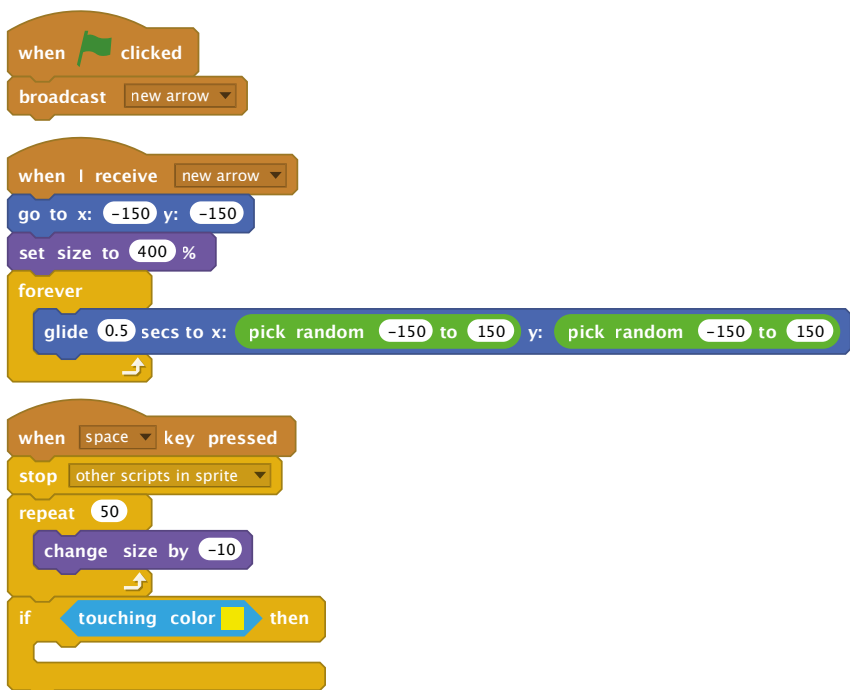 when clicked
broadcast new arrow
when I receive new arrow
go to x: -150 y: -150
set size to 400 %
forever
glide 0.5 secs to x: pick random -150 to 150 y: pick random -150 to 150
when space key pressed
stop other scripts in sprite
repeat 50
change size by -10
if touching color then